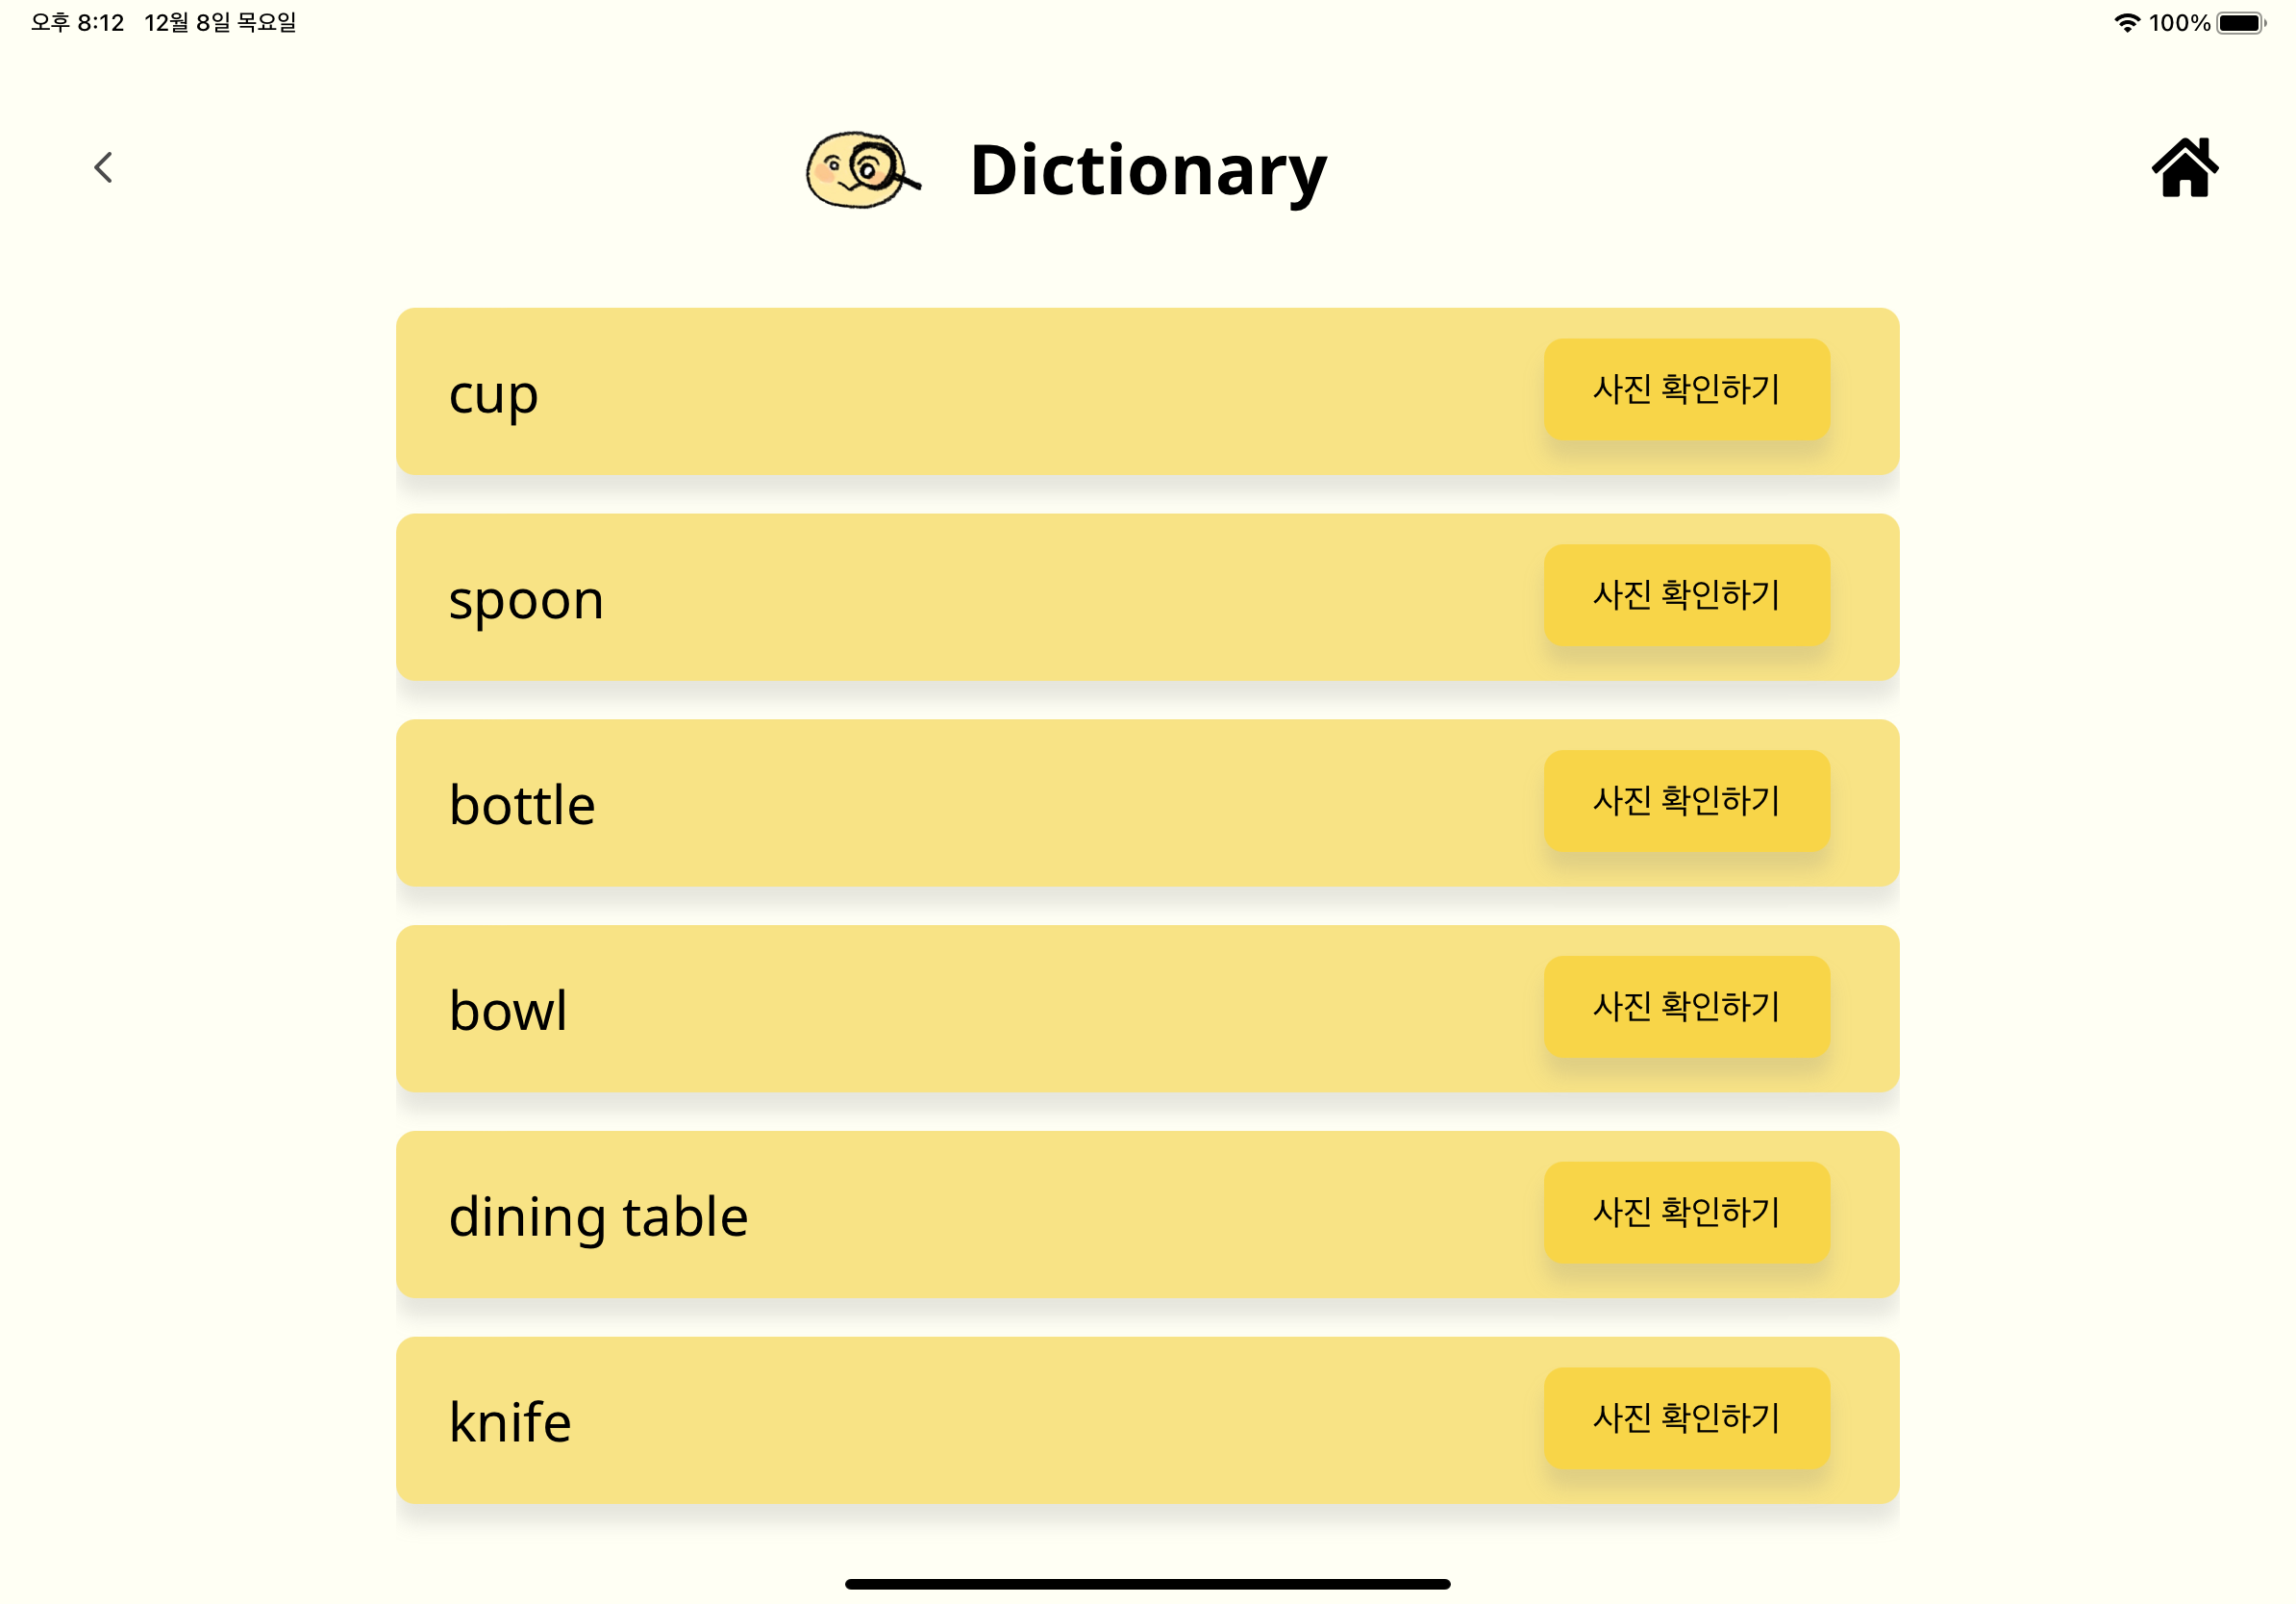 오후 8:12 12월 8일 목요일 100%
Dictionary
cup 사진 확인하기
spoon 사진 확인하기
bottle 사진 확인하기
bowl 사진 확인하기
dining table 사진 확인하기
knife 사진 확인하기